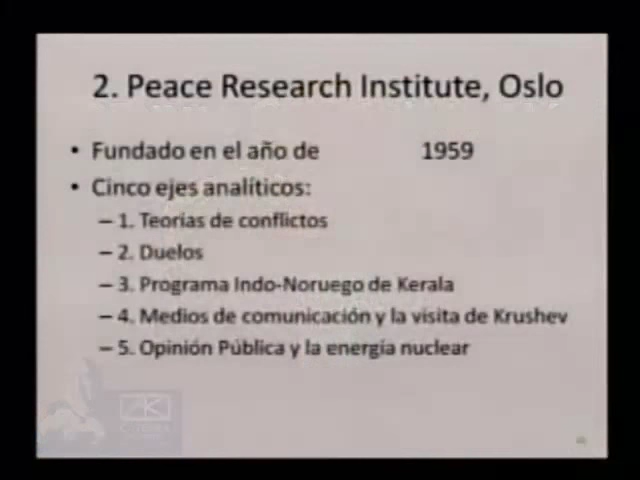 2. Peace Research Institute, Oslo
• Fundado en el año de 1959
• Cinco ejes analíticos:
– 1. Teorías de conflictos
– 2. Duelos
– 3. Programa Indo-Noruego de Kerala
– 4. Medios de comunicación y la visita de Krushev
– 5. Opinión Pública y la energía nuclear